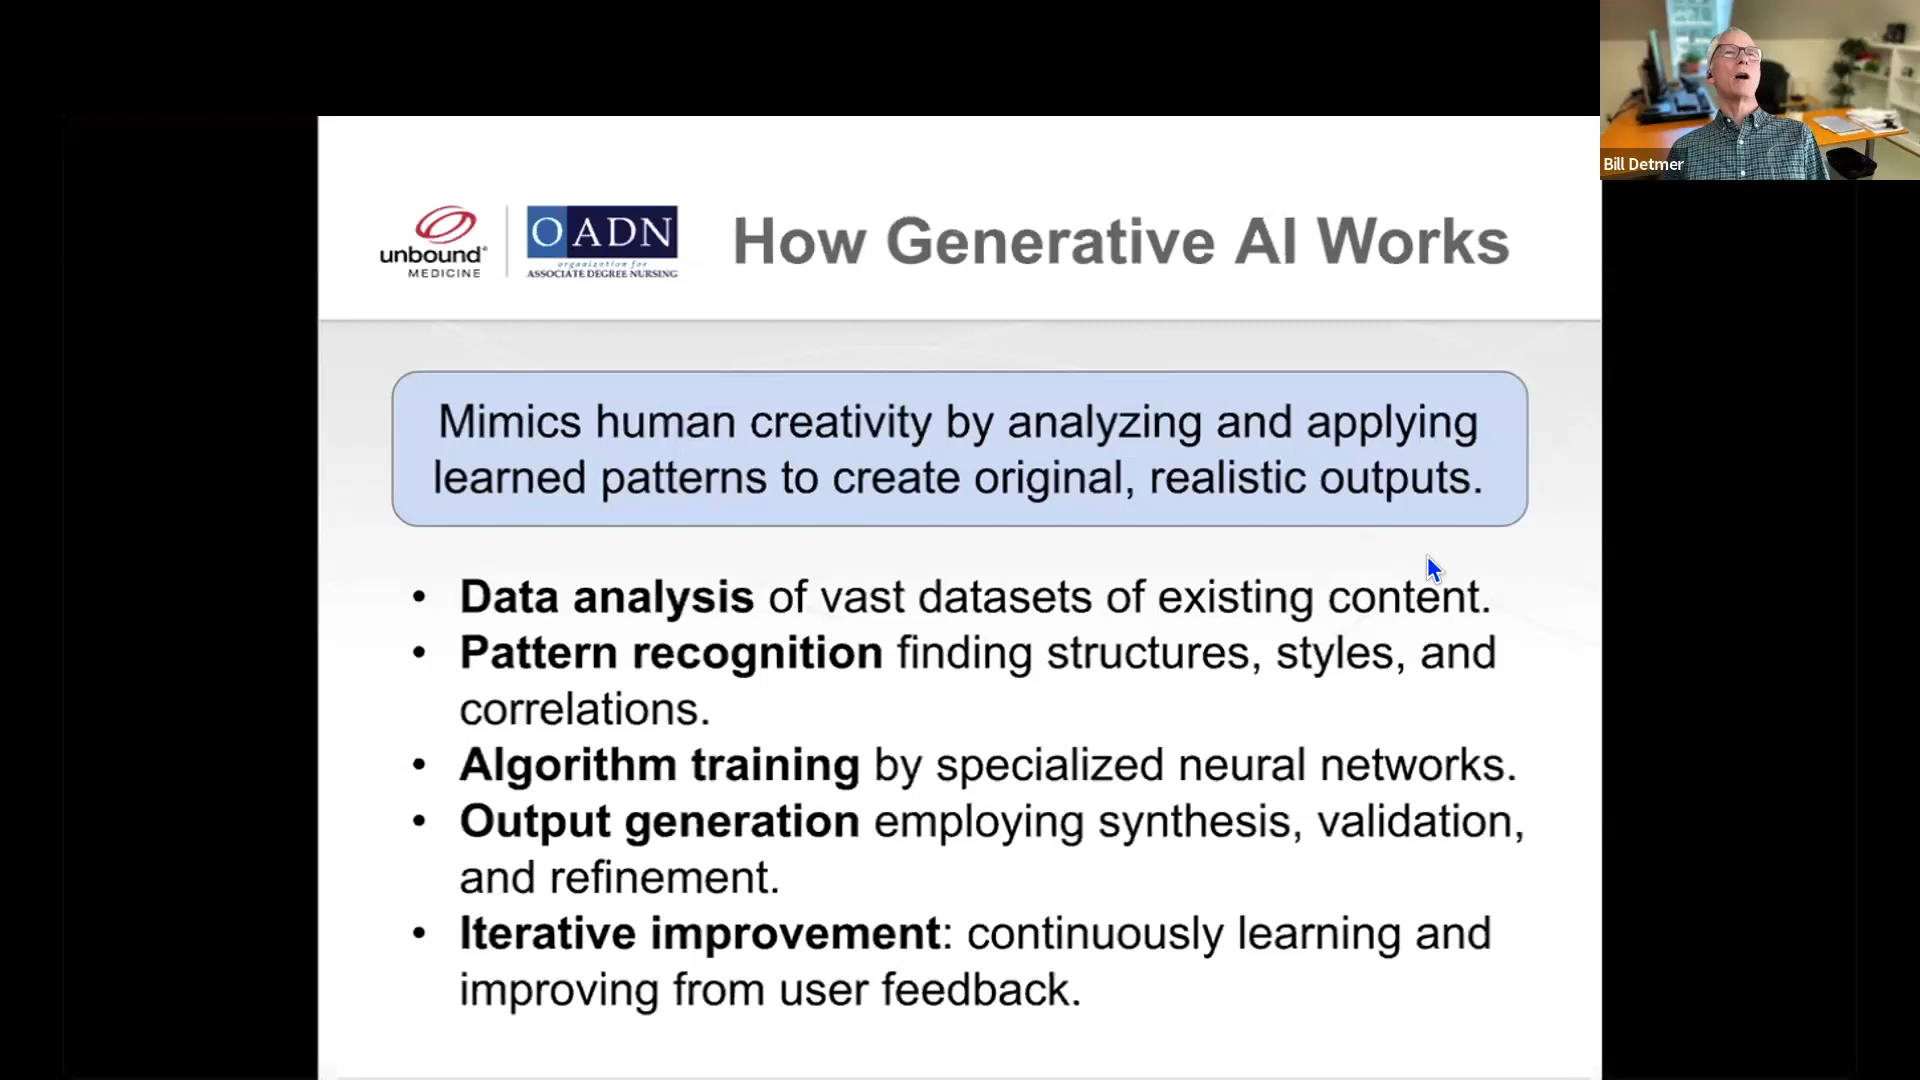 Bill Detmer
unbound
MEDICINE
OADN
organization for
ASSOCIATE DEGREE NURSING
How Generative AI Works
Mimics human creativity by analyzing and applying
learned patterns to create original, realistic outputs.
• Data analysis of vast datasets of existing content.
• Pattern recognition finding structures, styles, and
correlations.
• Algorithm training by specialized neural networks.
• Output generation employing synthesis, validation,
and refinement.
• Iterative improvement: continuously learning and
improving from user feedback.